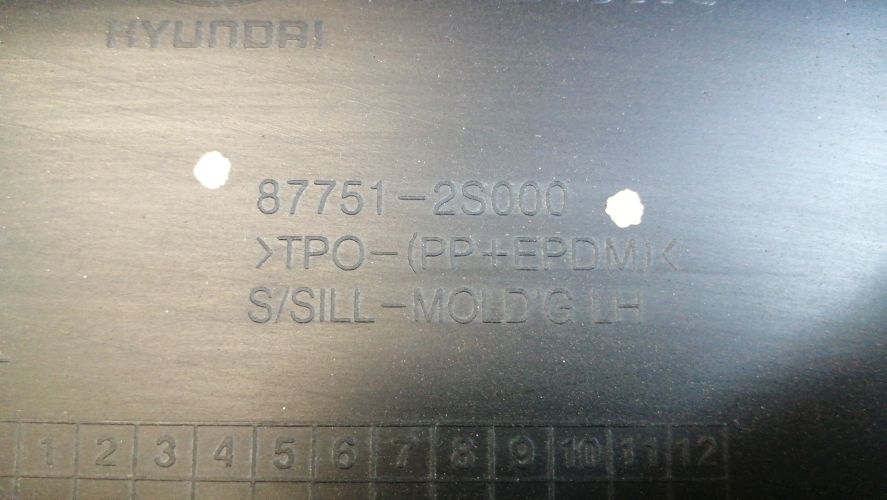 HYUNDAI
87751-2S000
>TPO-(PP+EPDM)<
S/SILL-MOLD'G LH
1 2 3 4 5 6 7 8 9 10 11 12